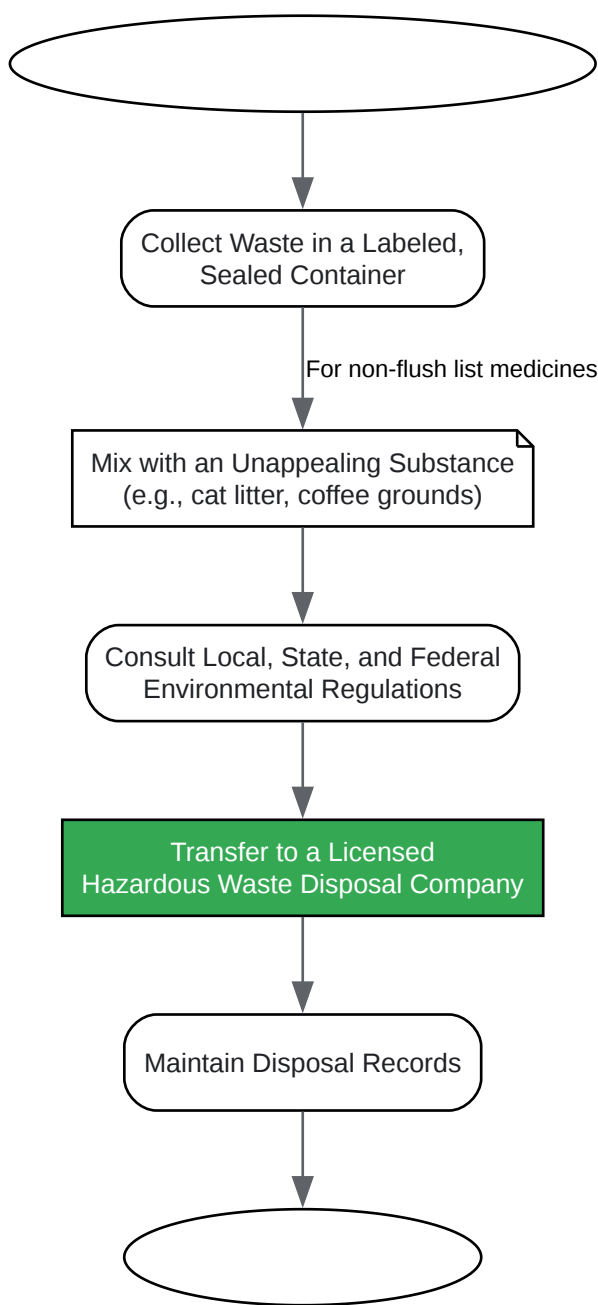 Collect Waste in a Labeled,
Sealed Container
For non-flush list medicines
Mix with an Unappealing Substance
(e.g., cat litter, coffee grounds)
Consult Local, State, and Federal
Environmental Regulations
Transfer to a Licensed
Hazardous Waste Disposal Company
Maintain Disposal Records